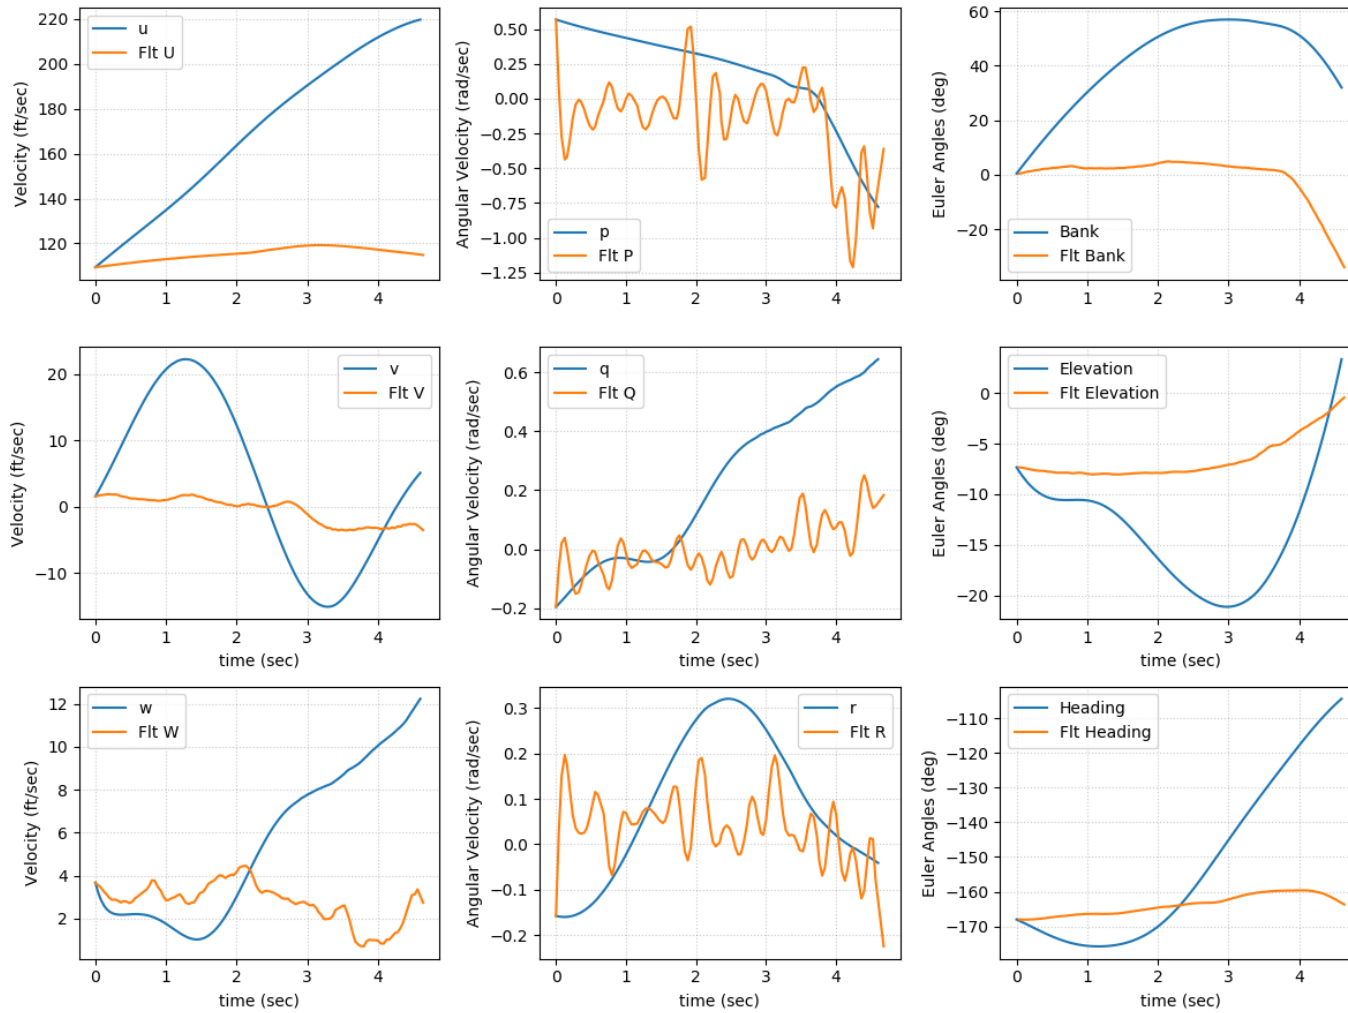 220
200
180
160
140
120
Velocity (ft/sec)
u
Flt U
0 1 2 3 4
0.50
0.25
0.00
−0.25
−0.50
−0.75
−1.00
−1.25
Angular Velocity (rad/sec)
p
Flt P
0 1 2 3 4
60
40
20
0
−20
Euler Angles (deg)
Bank
Flt Bank
0 1 2 3 4
20
10
0
−10
Velocity (ft/sec)
v
Flt V
0 1 2 3 4
time (sec)
0.6
0.4
0.2
0.0
−0.2
Angular Velocity (rad/sec)
q
Flt Q
0 1 2 3 4
time (sec)
0
−5
−10
−15
−20
Euler Angles (deg)
Elevation
Flt Elevation
0 1 2 3 4
time (sec)
12
10
8
6
4
2
Velocity (ft/sec)
w
Flt W
0 1 2 3 4
time (sec)
0.3
0.2
0.1
0.0
−0.1
−0.2
Angular Velocity (rad/sec)
r
Flt R
0 1 2 3 4
time (sec)
−110
−120
−130
−140
−150
−160
−170
Euler Angles (deg)
Heading
Flt Heading
0 1 2 3 4
time (sec)